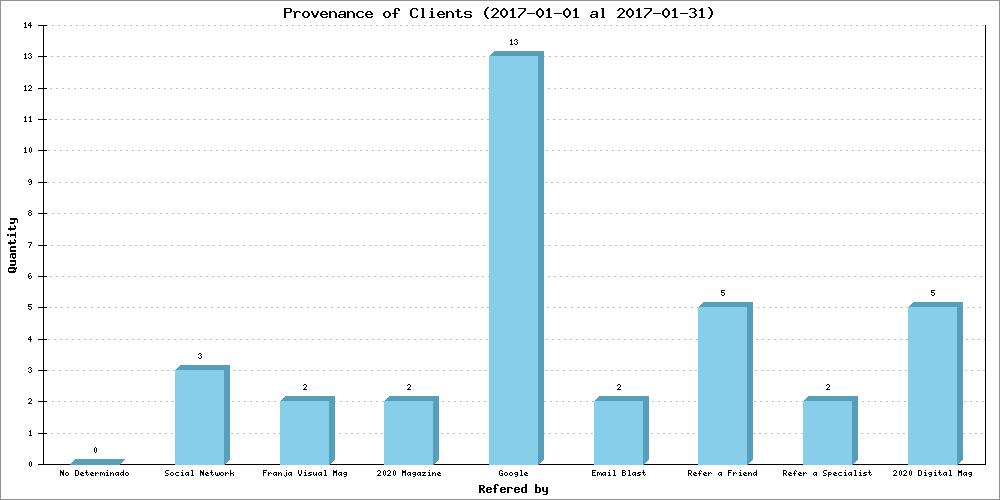 Provenance of Clients (2017-01-01 al 2017-01-31)
Quantity
14
13
12
11
10
9
8
7
6
5
4
3
2
1
0
0
3
2
2
13
2
5
2
5
No Determinado
Social Network
Franja Visual Mag
2020 Magazine
Google
Email Blast
Refer a Friend
Refer a Specialist
2020 Digital Mag
Refered by